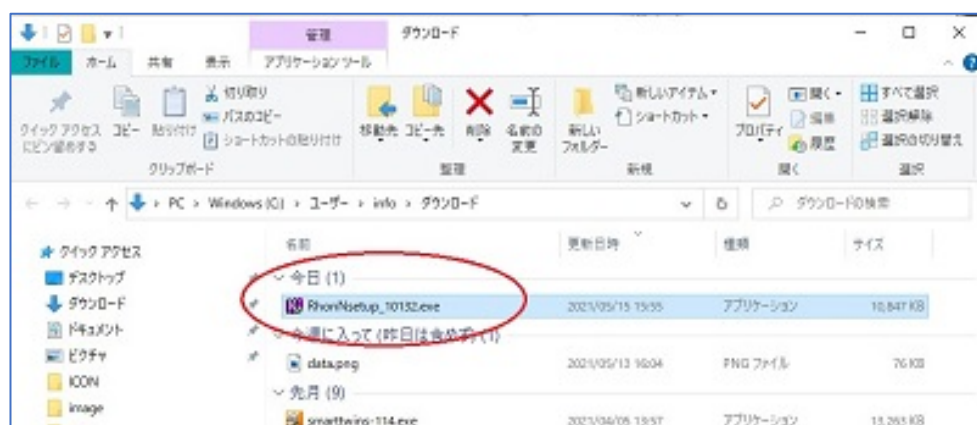 管理 ダウンロード
ファイル ホーム 共有 表示 アプリケーション ツール
クイック アクセスにピン留めする
コピー
貼り付け
切り取り
パスのコピー
ショートカットの貼り付け
クリップボード
移動先 コピー先 削除 名前の変更
整理
新しいフォルダー
新しいアイテム
ショートカット
新規
プロパティ
開く
編集
履歴
開く
すべて選択
選択解除
選択の切り替え
選択
PC › Windows (C:) › ユーザー › info › ダウンロード
ダウンロードの検索
名前 更新日時 種類 サイズ
クイック アクセス
デスクトップ
ダウンロード
ドキュメント
ピクチャ
ICON
image
今日 (1)
RhoniNsetup_10132.exe 2021/05/15 15:55 アプリケーション 10,847 KB
今週に入って (昨日は含めず) (1)
data.png 2021/05/13 16:04 PNG ファイル 76 KB
先月 (9)
smarttwins-114.exe 2021/04/05 13:57 アプリケーション 13,263 KB